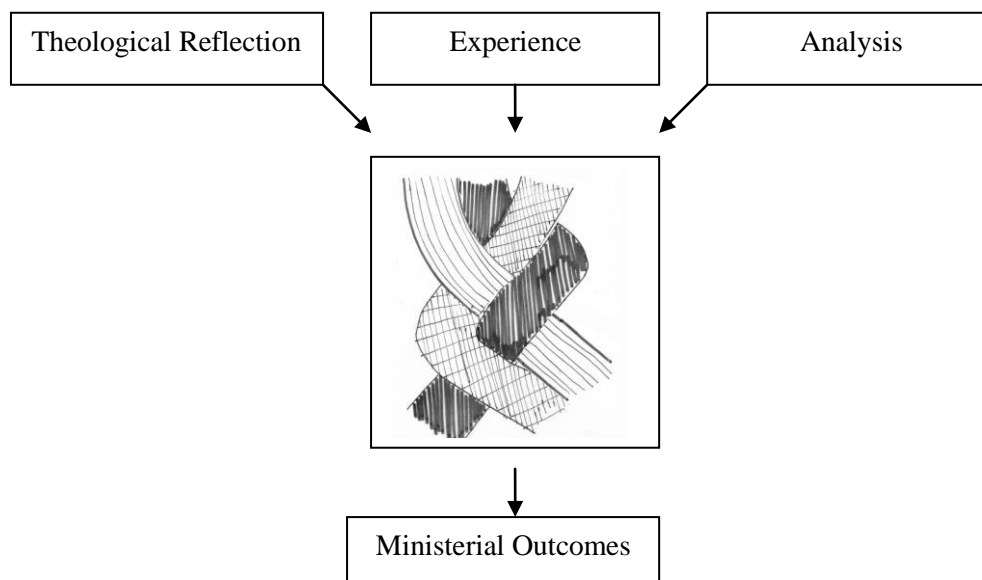 Theological Reflection
Experience
Analysis
Ministerial Outcomes